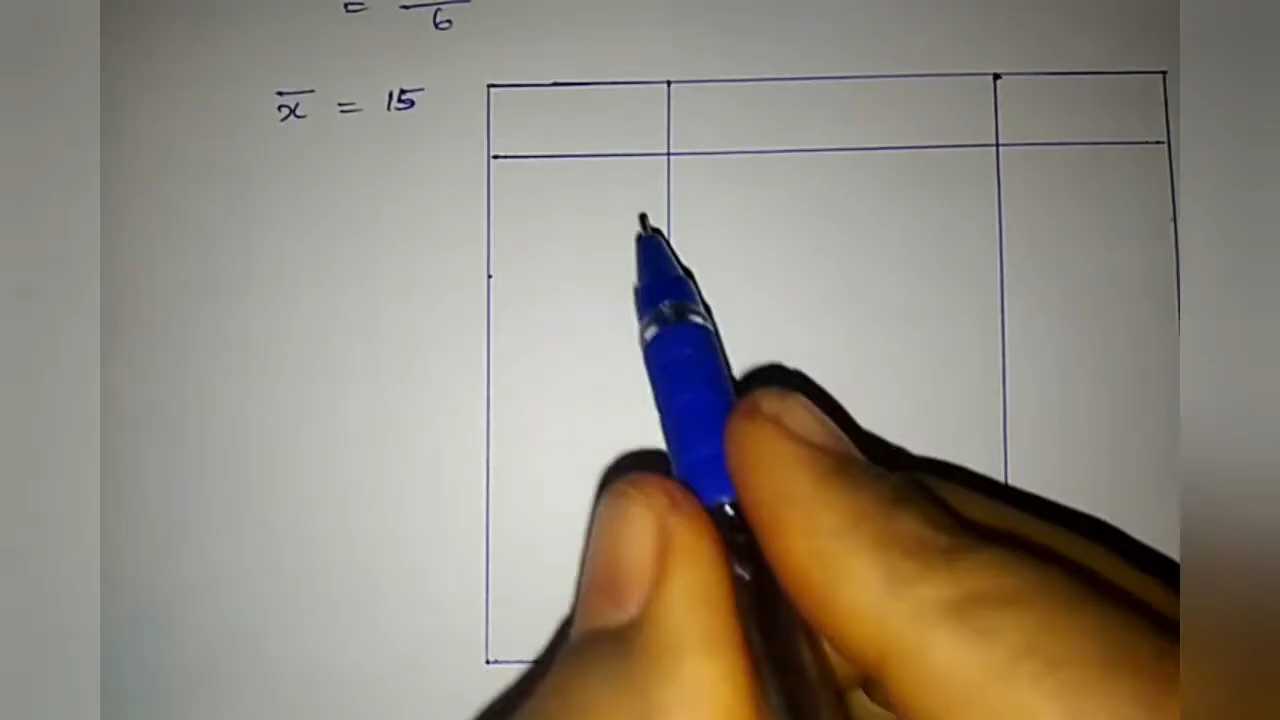 = —
6
x̄ = 15